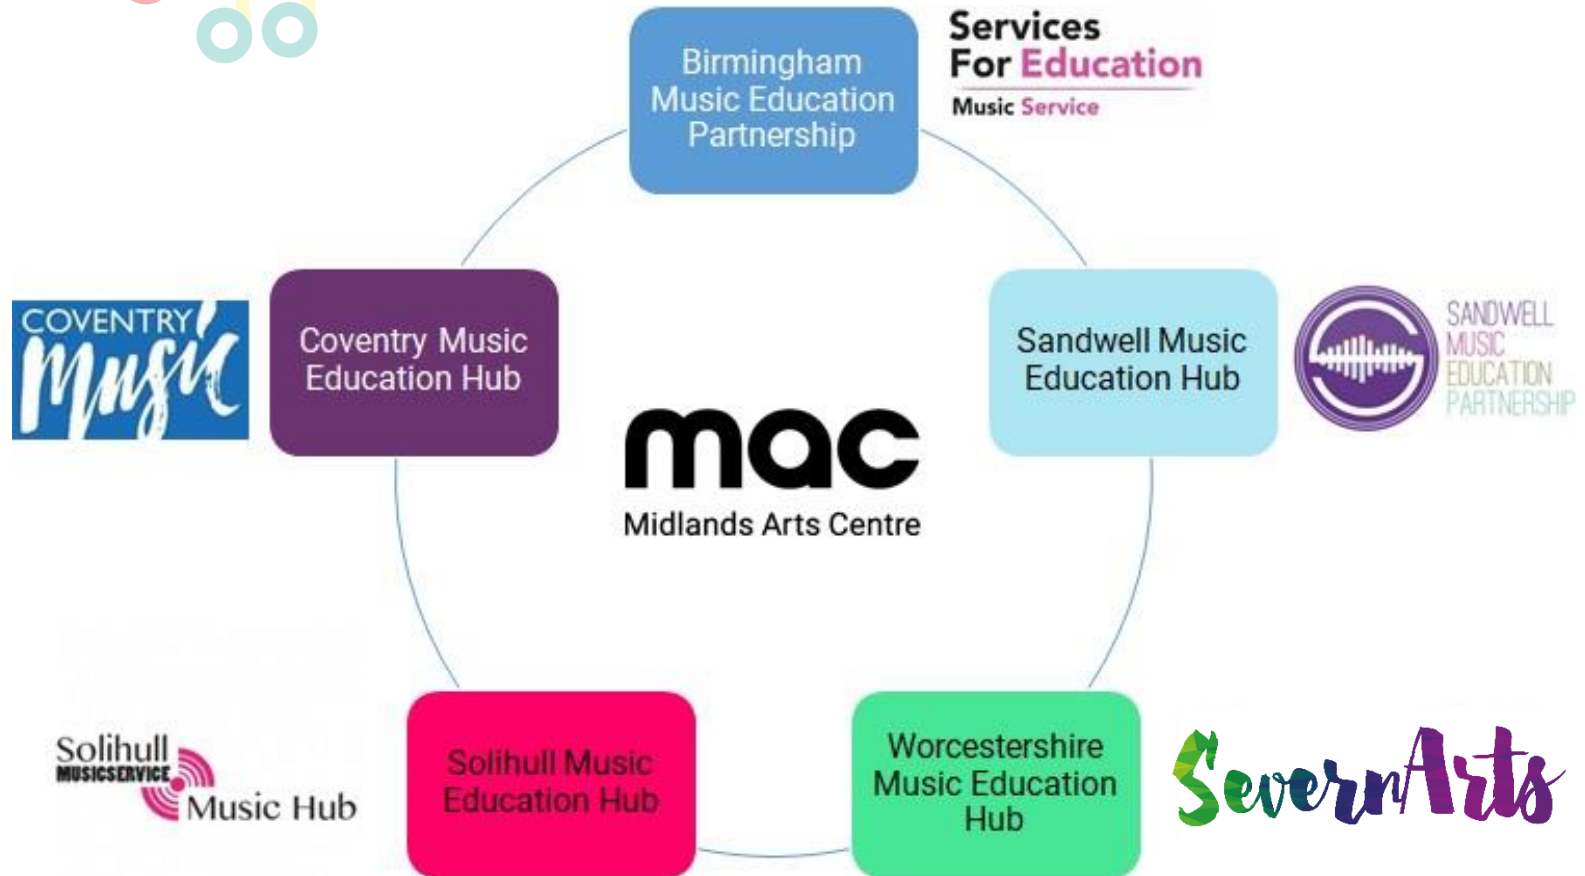 Birmingham
Music Education
Partnership
Services
For Education
Music Service
COVENTRY
Music
Coventry Music
Education Hub
Sandwell Music
Education Hub
SANDWELL
MUSIC
EDUCATION
PARTNERSHIP
mac
Midlands Arts Centre
Solihull
MUSICSERVICE
Music Hub
Solihull Music
Education Hub
Worcestershire
Music Education
Hub
SevernArts